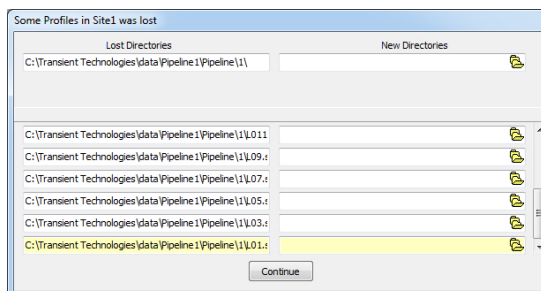 Some Profiles in Site1 was lost
Lost Directories New Directories
C:\Transient Technologies\data\Pipeline1\Pipeline\1\
C:\Transient Technologies\data\Pipeline1\Pipeline\1\L011
C:\Transient Technologies\data\Pipeline1\Pipeline\1\L09.s
C:\Transient Technologies\data\Pipeline1\Pipeline\1\L07.s
C:\Transient Technologies\data\Pipeline1\Pipeline\1\L05.s
C:\Transient Technologies\data\Pipeline1\Pipeline\1\L03.s
C:\Transient Technologies\data\Pipeline1\Pipeline\1\L01.s
Continue